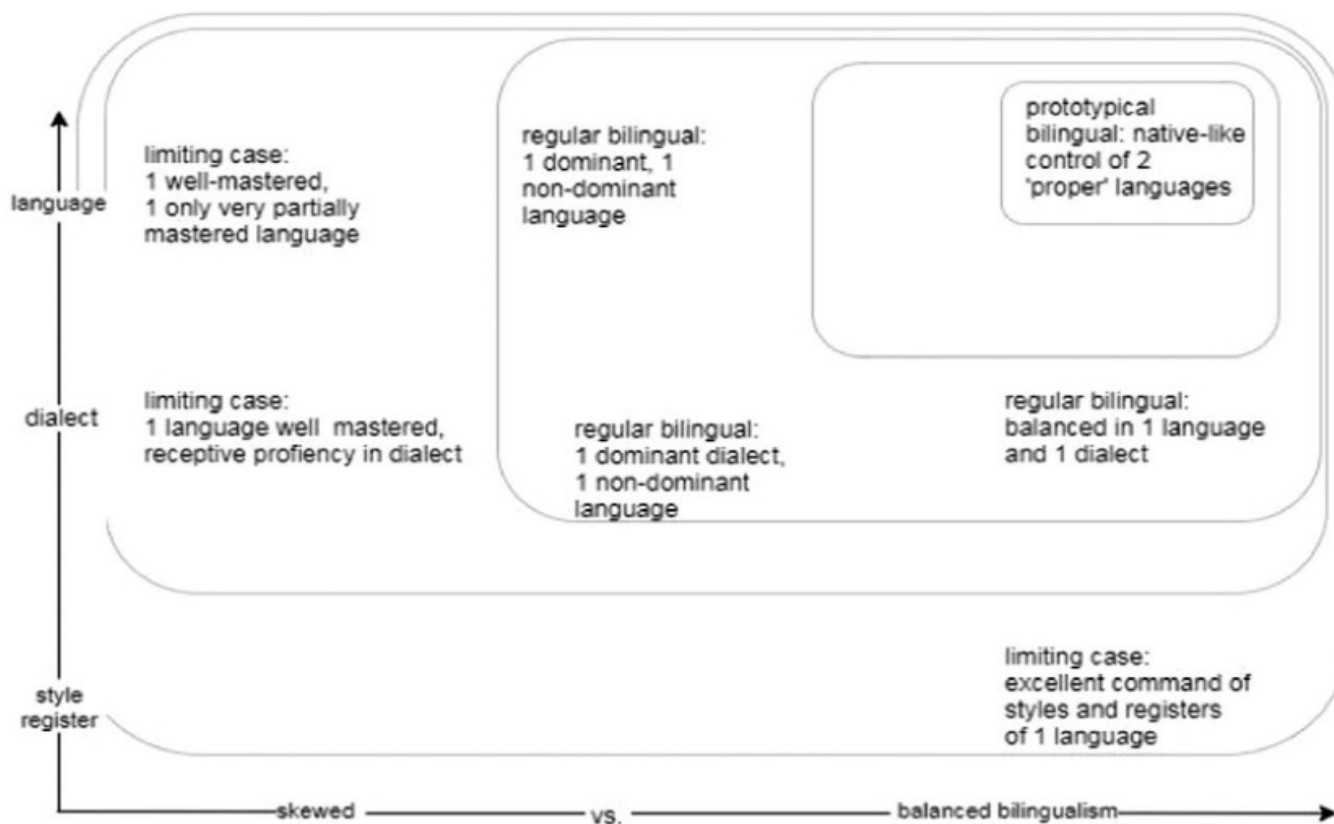 prototypical
bilingual: native-like
control of 2
'proper' languages
regular bilingual:
1 dominant, 1
non-dominant
language
limiting case:
1 well-mastered,
1 only very partially
mastered language
language
dialect
limiting case:
1 language well mastered,
receptive profiency in dialect
regular bilingual:
1 dominant dialect,
1 non-dominant
language
regular bilingual:
balanced in 1 language
and 1 dialect
limiting case:
excellent command of
styles and registers
of 1 language
style
register
skewed vs. balanced bilingualism